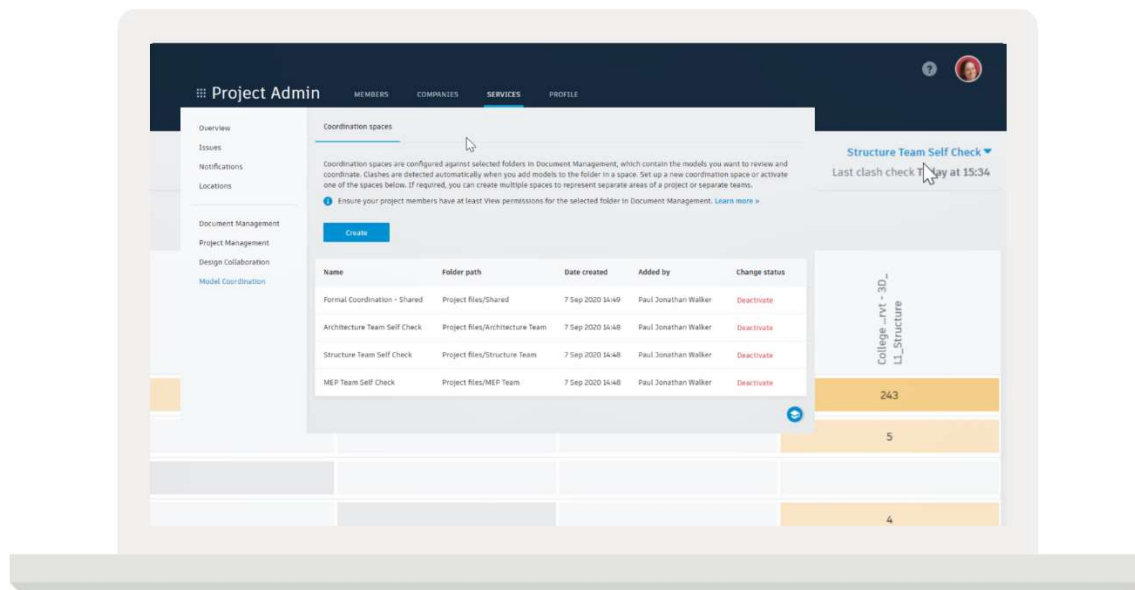 Project Admin
MEMBERS
COMPANIES
SERVICES
PROFILE
Overview
Issues
Notifications
Locations
Document Management
Project Management
Design Collaboration
Model Coordination
Coordination spaces
Coordination spaces are configured against selected folders in Document Management, which contain the models you want to review and
coordinate. Clashes are detected automatically when you add models to the folder in a space. Set up a new coordination space or activate
one of the spaces below. If required, you can create multiple spaces to represent separate areas of a project or separate teams.
Ensure your project members have at least View permissions for the selected folder in Document Management. Learn more »
Create
Name Folder path Date created Added by Change status
Formal Coordination - Shared Project files/Shared 7 Sep 2020 14:49 Paul Jonathan Walker Deactivate
Architecture Team Self Check Project files/Architecture Team 7 Sep 2020 14:48 Paul Jonathan Walker Deactivate
Structure Team Self Check Project files/Structure Team 7 Sep 2020 14:48 Paul Jonathan Walker Deactivate
MEP Team Self Check Project files/MEP Team 7 Sep 2020 14:48 Paul Jonathan Walker Deactivate
?
Structure Team Self Check
Last clash check Today at 15:34
College ...rvt - 3D_
L1_Structure
243
5
4